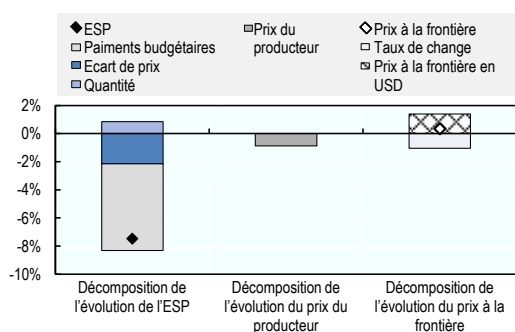 ESP
Paiments budgétaires
Ecart de prix
Quantité
Prix du
producteur
Prix à la frontière
Taux de change
Prix à la frontière en
USD
2%
0%
-2%
-4%
-6%
-8%
-10%
Décomposition de
l'évolution de l'ESP
Décomposition de
l'évolution du prix du
producteur
Décomposition de
l'évolution du prix à la
frontière